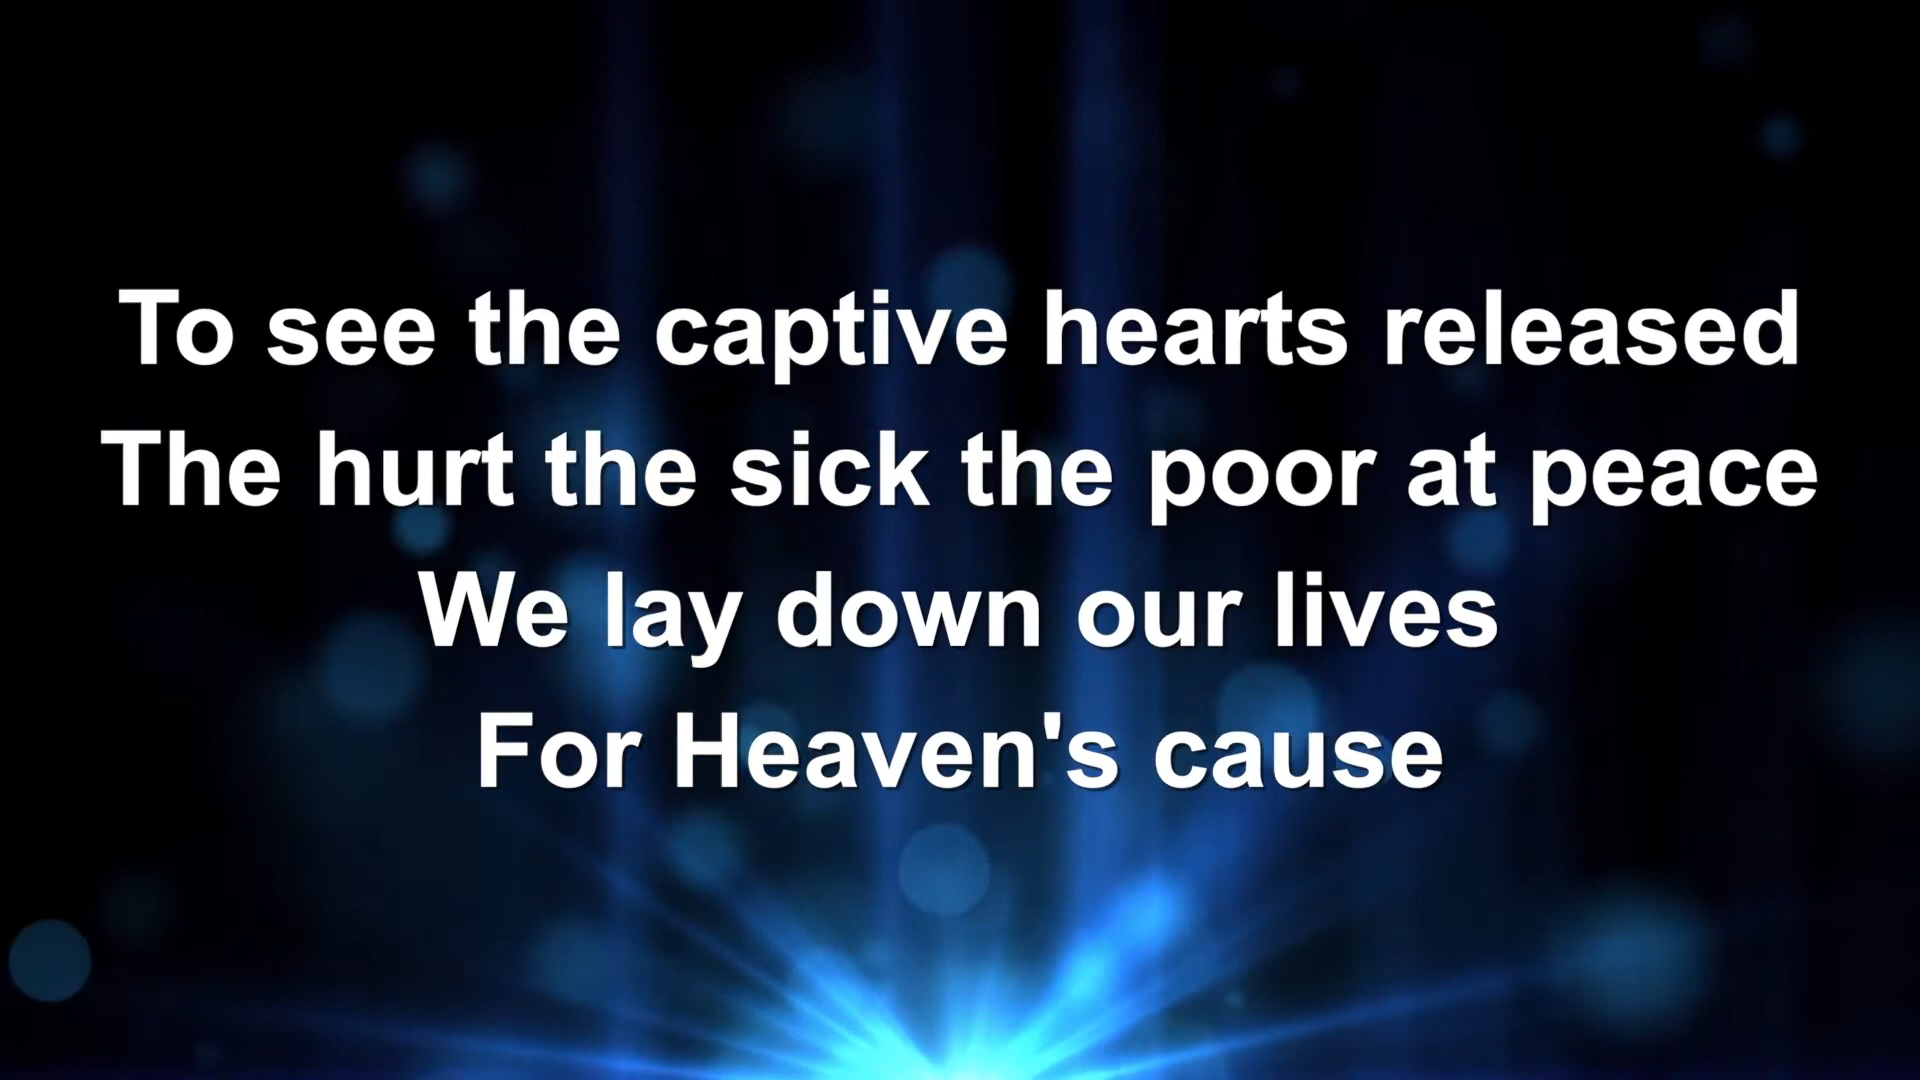 To see the captive hearts released
The hurt the sick the poor at peace
We lay down our lives
For Heaven's cause